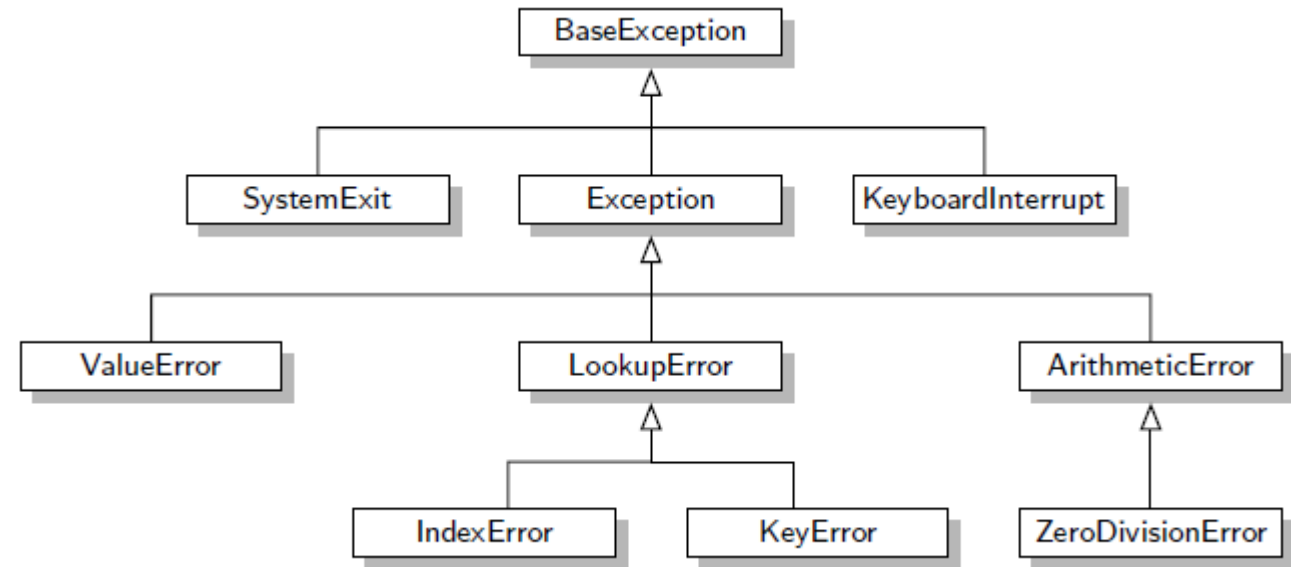 BaseException
SystemExit
Exception
KeyboardInterrupt
ValueError
LookupError
ArithmeticError
IndexError
KeyError
ZeroDivisionError